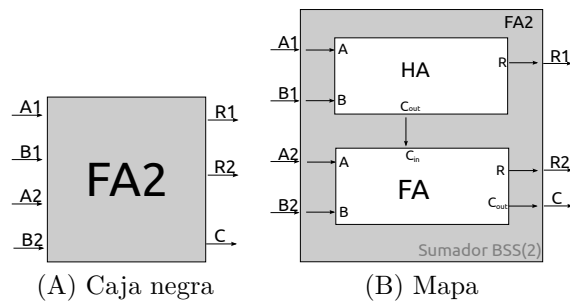 A1
B1
A2
B2
FA2
R1
R2
C
(A) Caja negra
FA2
A1
B1
A2
B2
A
B
HA
R
Cout
Cin
A
B
FA
R
Cout
R1
R2
C
Sumador BSS(2)
(B) Mapa